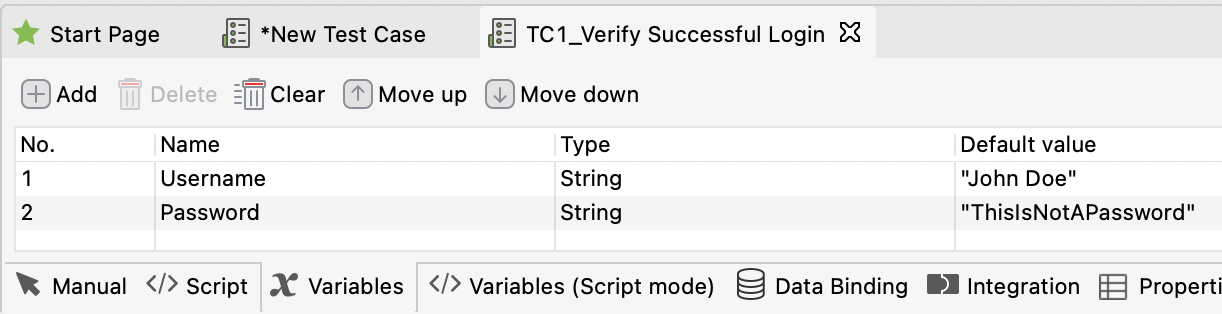 Start Page *New Test Case TC1_Verify Successful Login
Add Delete Clear Move up Move down
No. Name Type Default value
1 Username String "John Doe"
2 Password String "ThisIsNotAPassword"
Manual </> Script x Variables </> Variables (Script mode) Data Binding Integration Properti